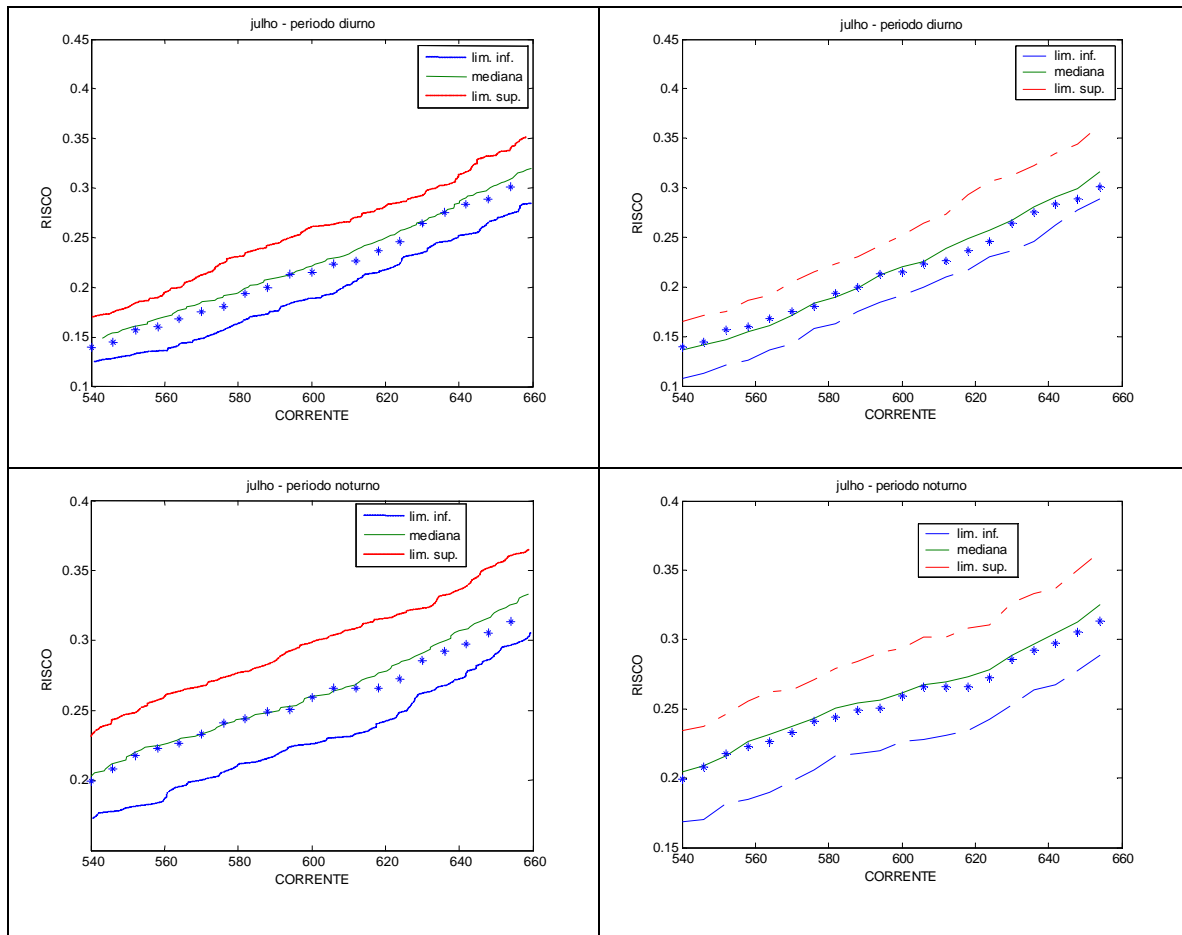 julho - periodo diurno
0.45
0.4
0.35
0.3
0.25
0.2
0.15
0.1
RISCO
lim. inf.
mediana
lim. sup.
540 560 580 600 620 640 660
CORRENTE
julho - periodo diurno
0.45
0.4
0.35
0.3
0.25
0.2
0.15
0.1
RISCO
lim. inf.
mediana
lim. sup.
540 560 580 600 620 640 660
CORRENTE
julho - periodo noturno
0.4
0.35
0.3
0.25
0.2
RISCO
lim. inf.
mediana
lim. sup.
540 560 580 600 620 640 660
CORRENTE
julho - periodo noturno
0.4
0.35
0.3
0.25
0.2
0.15
RISCO
lim. inf.
mediana
lim. sup.
540 560 580 600 620 640 660
CORRENTE